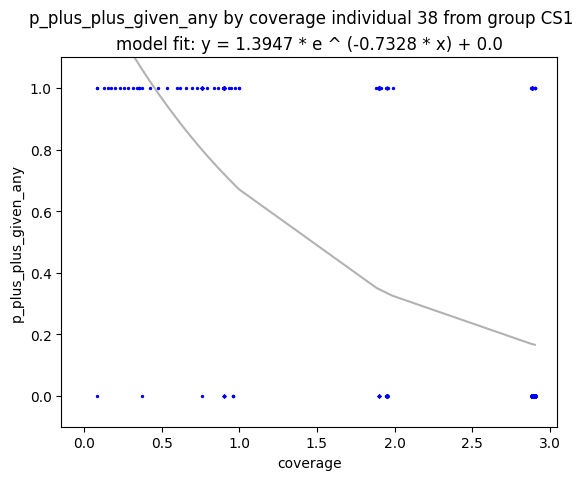 p_plus_plus_given_any by coverage individual 38 from group CS1
model fit: y = 1.3947 * e ^ (-0.7328 * x) + 0.0
1.0
0.8
0.6
0.4
0.2
0.0
p_plus_plus_given_any
0.0 0.5 1.0 1.5 2.0 2.5 3.0
coverage